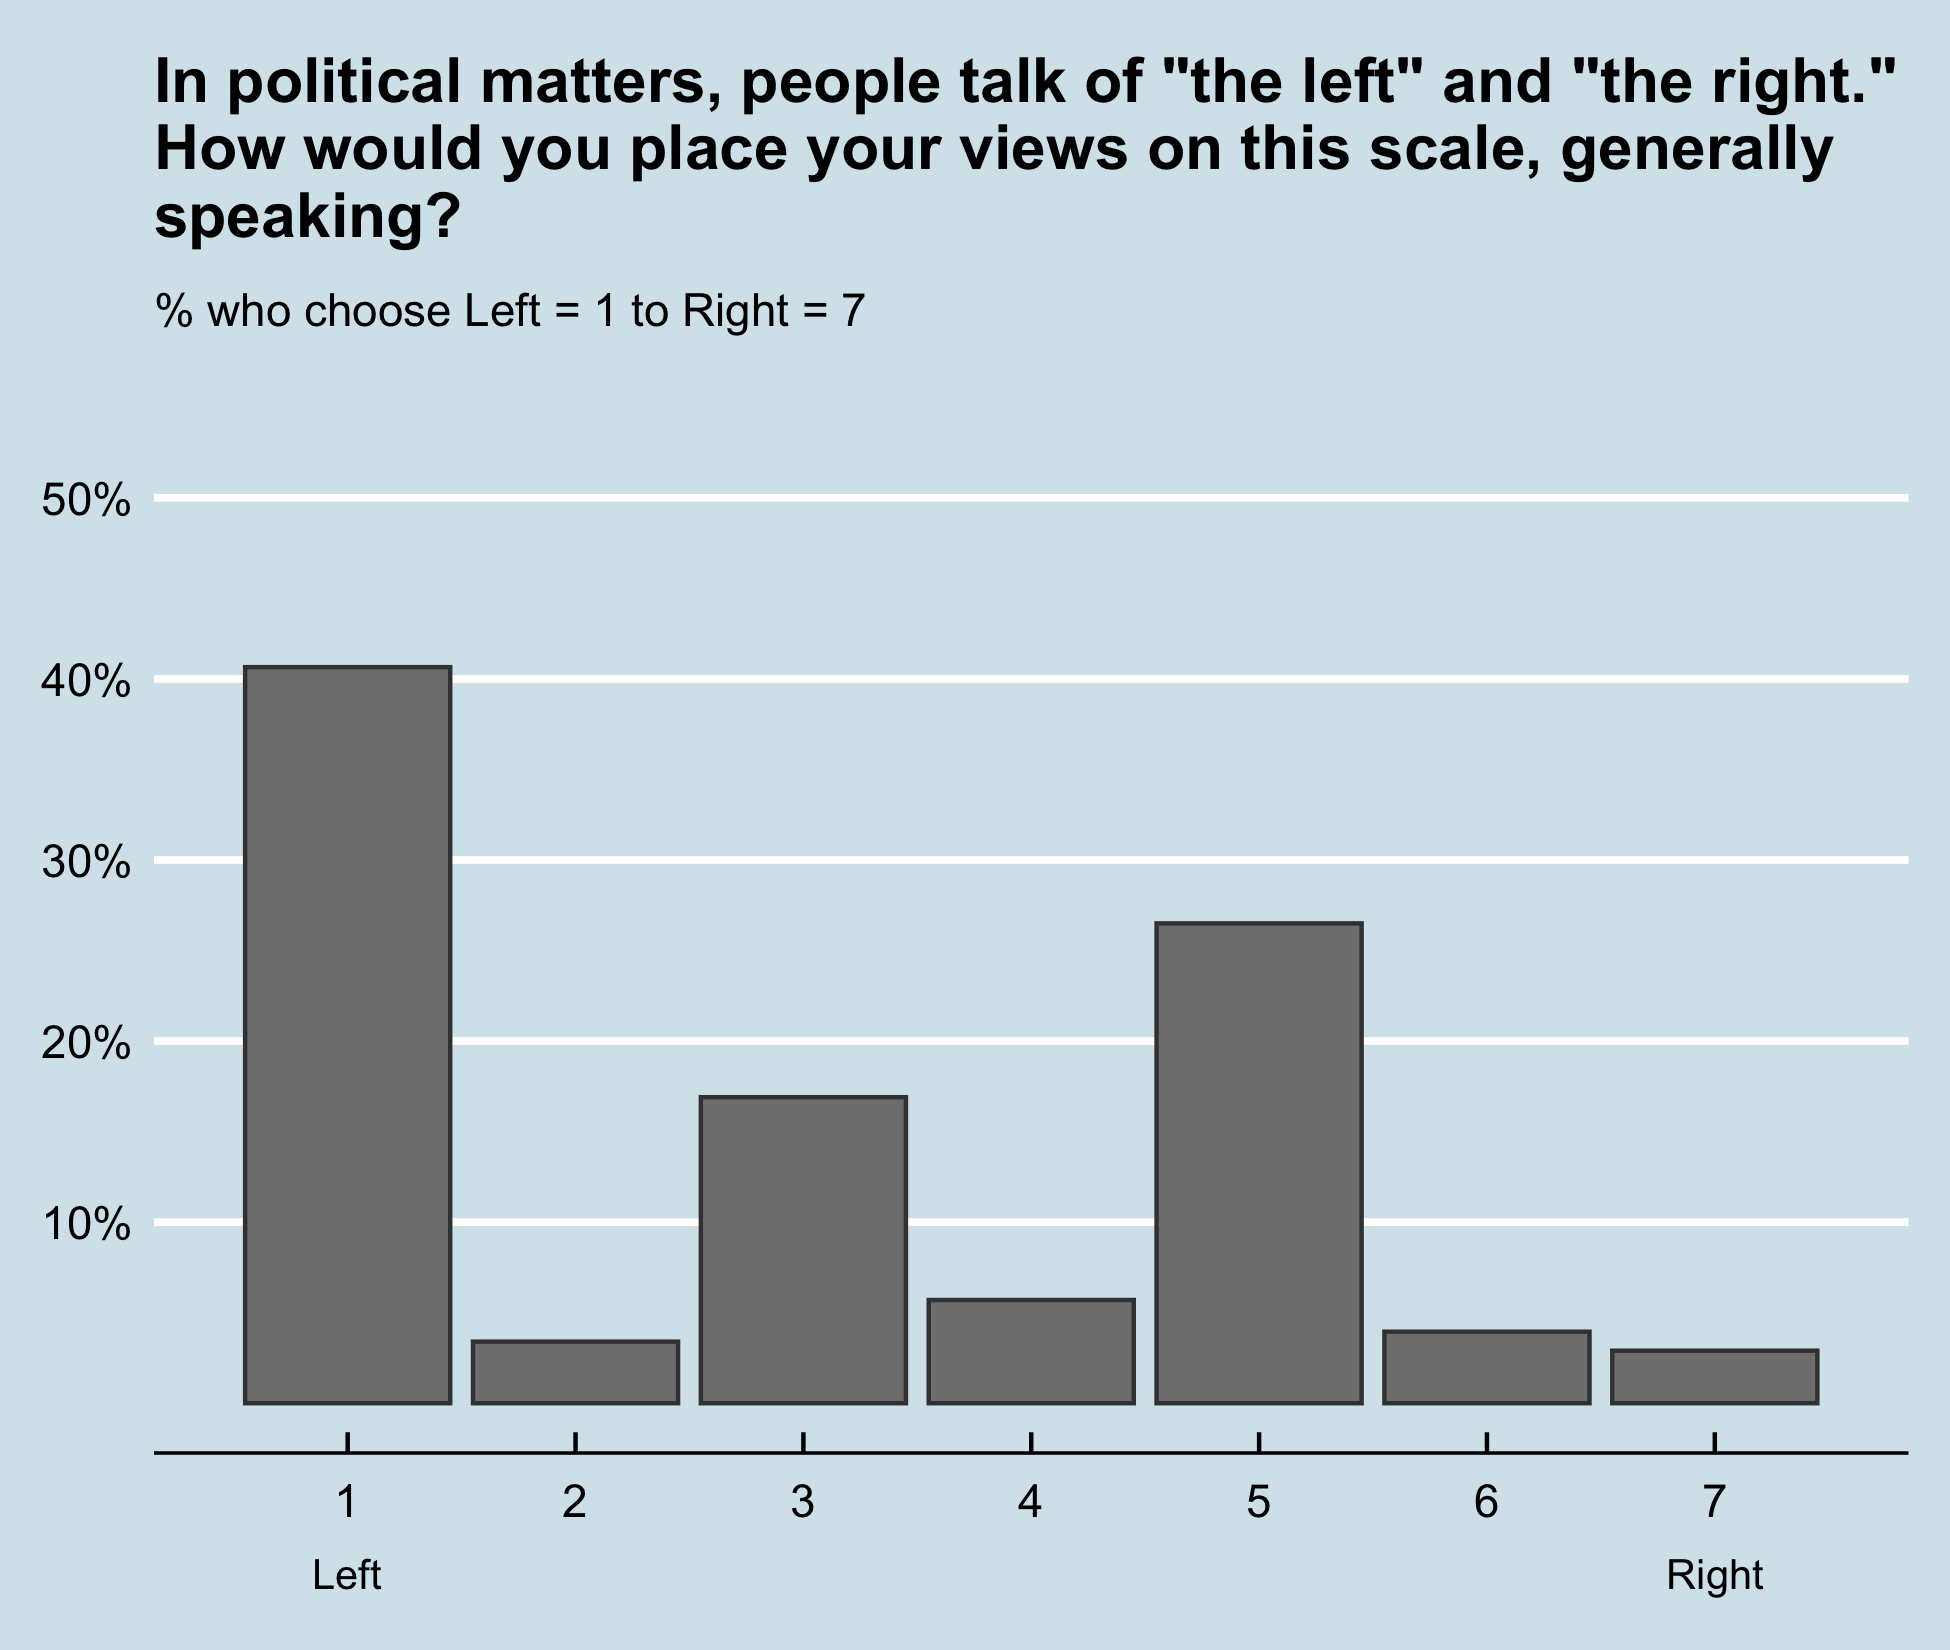 In political matters, people talk of "the left" and "the right."
How would you place your views on this scale, generally
speaking?
% who choose Left = 1 to Right = 7
50%
40%
30%
20%
10%
1 2 3 4 5 6 7
Left Right